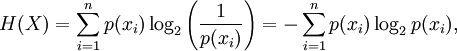 H(X) = \sum_{i=1}^{n} p(x_i) \log_2 \left( \frac{1}{p(x_i)} \right) = - \sum_{i=1}^{n} p(x_i) \log_2 p(x_i),